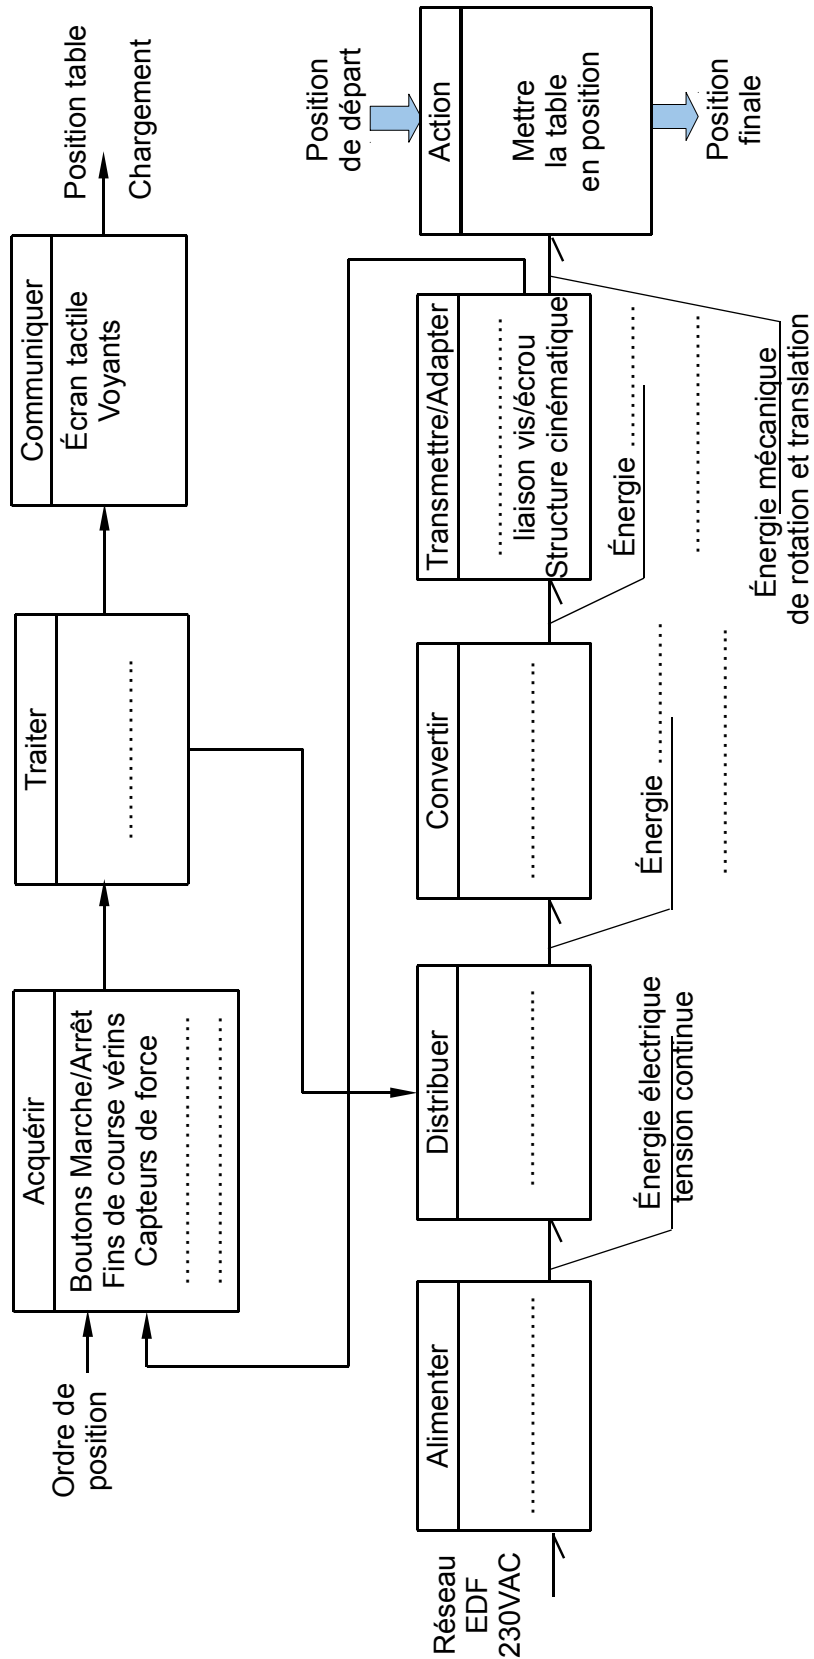 Ordre de
position
Acquérir
Boutons Marche/Arrêt
Fins de course vérins
Capteurs de force
................................
................................
Traiter
......................
Communiquer
Écran tactile
Voyants
Position table
Chargement
Réseau
EDF
230VAC
Alimenter
..........................
Énergie électrique
tension continue
Distribuer
........................
Énergie .................
..............................
Convertir
..........................
Énergie .................
..............................
Transmettre/Adapter
.............................
liaison vis/écrou
Structure cinématique
Énergie mécanique
de rotation et translation
Position
de départ
Action
Mettre
la table
en position
Position
finale